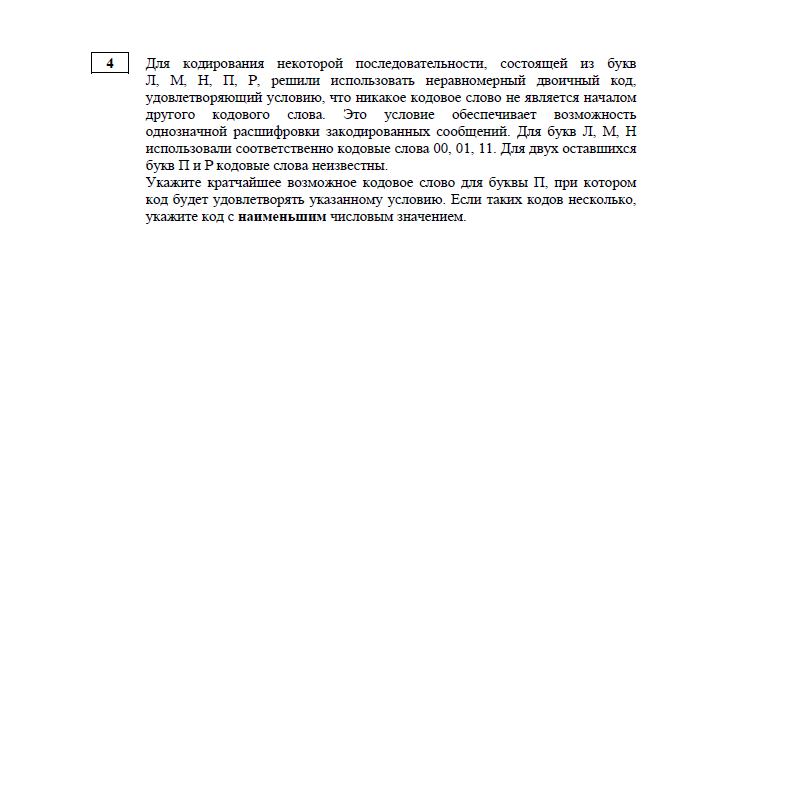 4
Для кодирования некоторой последовательности, состоящей из букв
Л, М, Н, П, Р, решили использовать неравномерный двоичный код,
удовлетворяющий условию, что никакое кодовое слово не является началом
другого кодового слова. Это условие обеспечивает возможность
однозначной расшифровки закодированных сообщений. Для букв Л, М, Н
использовали соответственно кодовые слова 00, 01, 11. Для двух оставшихся
букв П и Р кодовые слова неизвестны.
Укажите кратчайшее возможное кодовое слово для буквы П, при котором
код будет удовлетворять указанному условию. Если таких кодов несколько,
укажите код с наименьшим числовым значением.